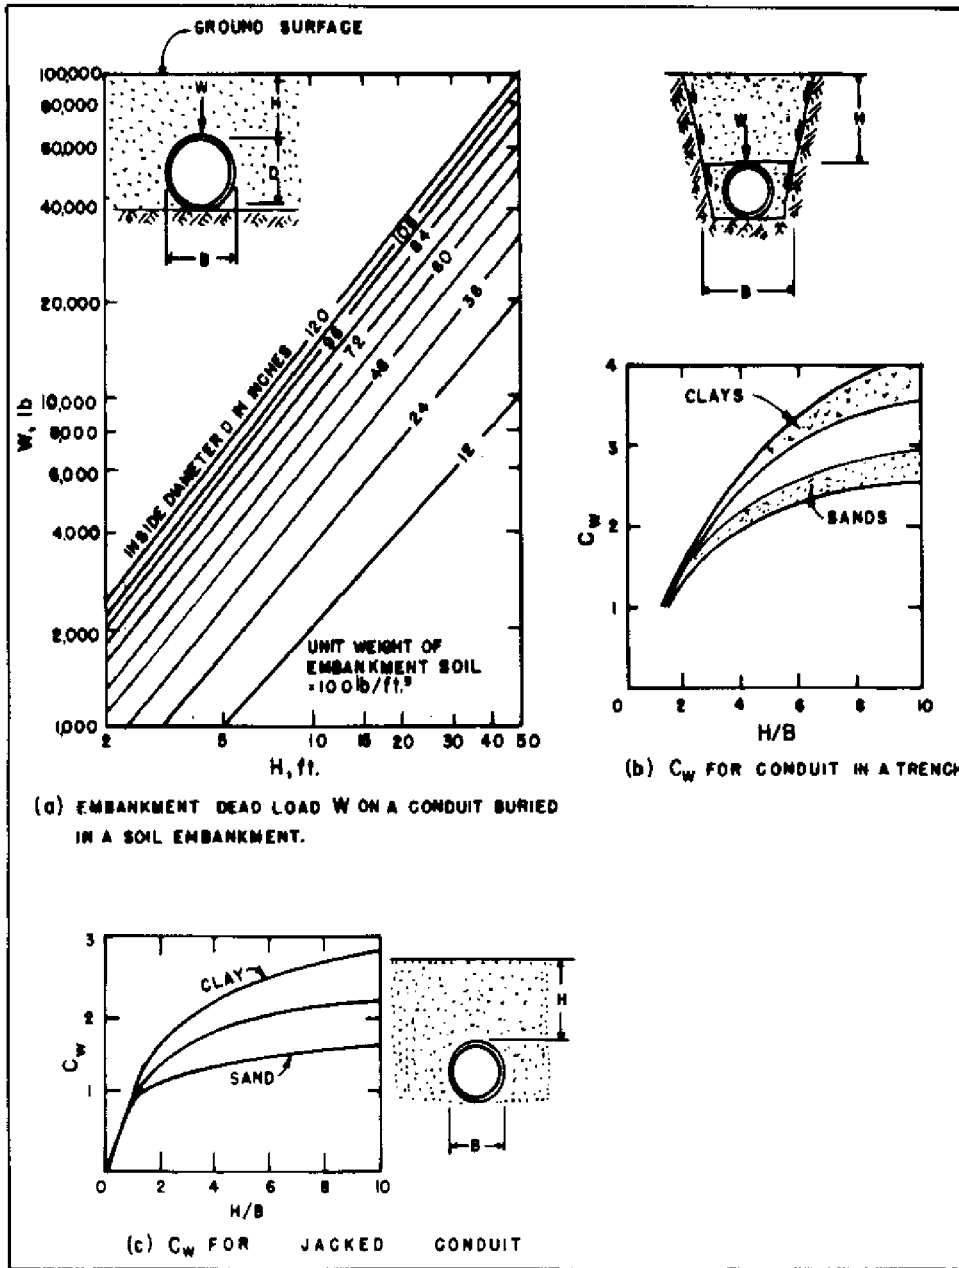 GROUND SURFACE
100,000
80,000
60,000
40,000
20,000
10,000
8,000
6,000
4,000
2,000
1,000
W, lb
W
H
D
B
INSIDE DIAMETER D IN INCHES
120
108
96
84
72
60
48
36
24
12
UNIT WEIGHT OF
EMBANKMENT SOIL
=100 lb/ft.³
2 5 10 15 20 30 40 50
H, ft.
(a) EMBANKMENT DEAD LOAD W ON A CONDUIT BURIED
IN A SOIL EMBANKMENT.
W
H
B
4
3
2
1
Cw
CLAYS
SANDS
0 2 4 6 8 10
H/B
(b) Cw FOR CONDUIT IN A TRENCH
3
2
1
0
Cw
CLAY
SAND
0 2 4 6 8 10
H/B
H
B
(c) Cw FOR JACKED CONDUIT